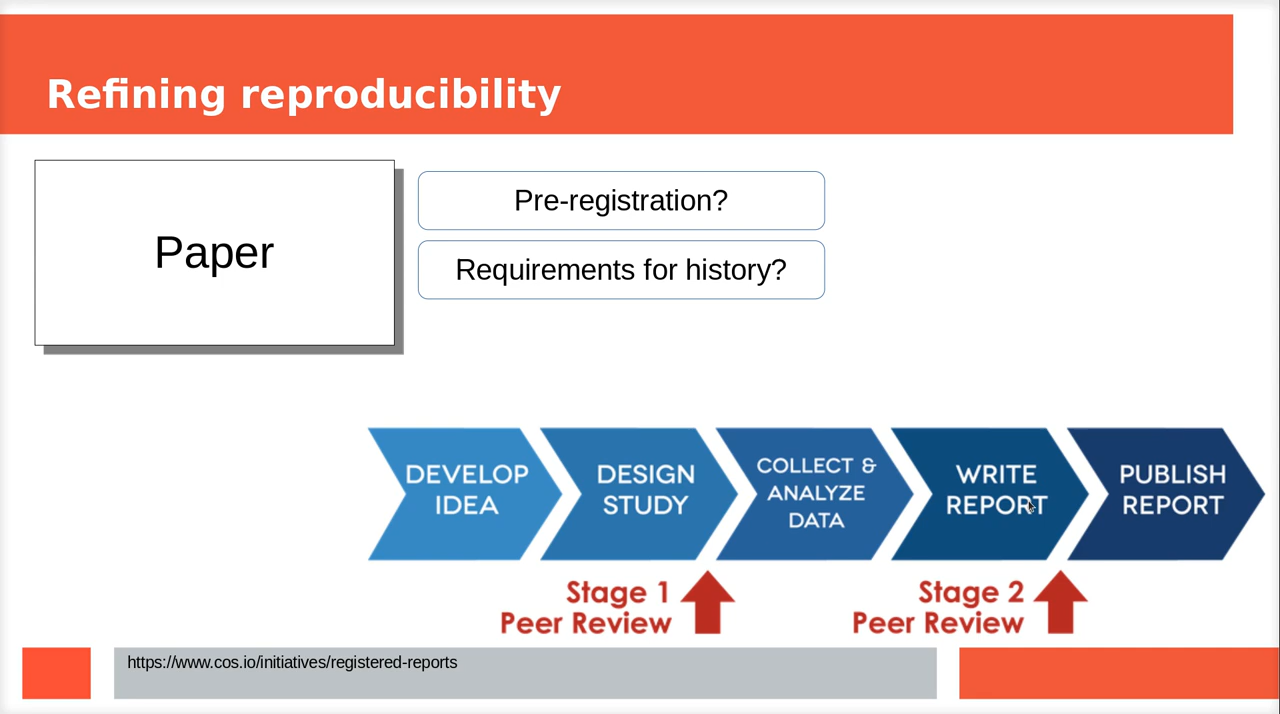 Refining reproducibility
Paper
Pre-registration?
Requirements for history?
DEVELOP
IDEA
DESIGN
STUDY
COLLECT &
ANALYZE
DATA
WRITE
REPORT
PUBLISH
REPORT
Stage 1
Peer Review
Stage 2
Peer Review
https://www.cos.io/initiatives/registered-reports